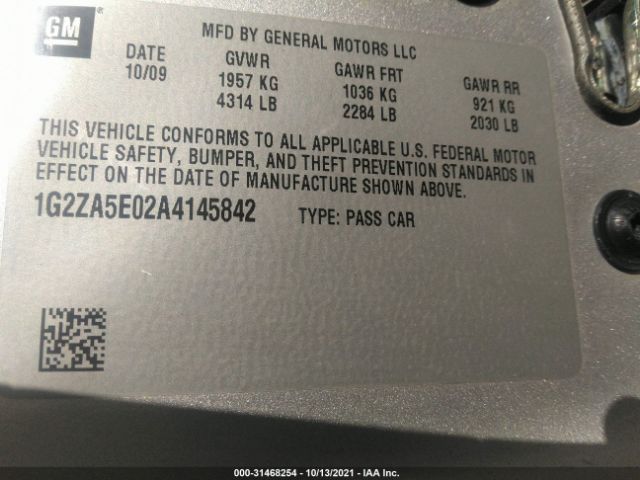 GM
MFD BY GENERAL MOTORS LLC
DATE GVWR GAWR FRT GAWR RR
10/09 1957 KG 1036 KG 921 KG
4314 LB 2284 LB 2030 LB
THIS VEHICLE CONFORMS TO ALL APPLICABLE U.S. FEDERAL MOTOR
VEHICLE SAFETY, BUMPER, AND THEFT PREVENTION STANDARDS IN
EFFECT ON THE DATE OF MANUFACTURE SHOWN ABOVE.
1G2ZA5E02A4145842 TYPE: PASS CAR
000-31468254 - 10/13/2021 - IAA Inc.